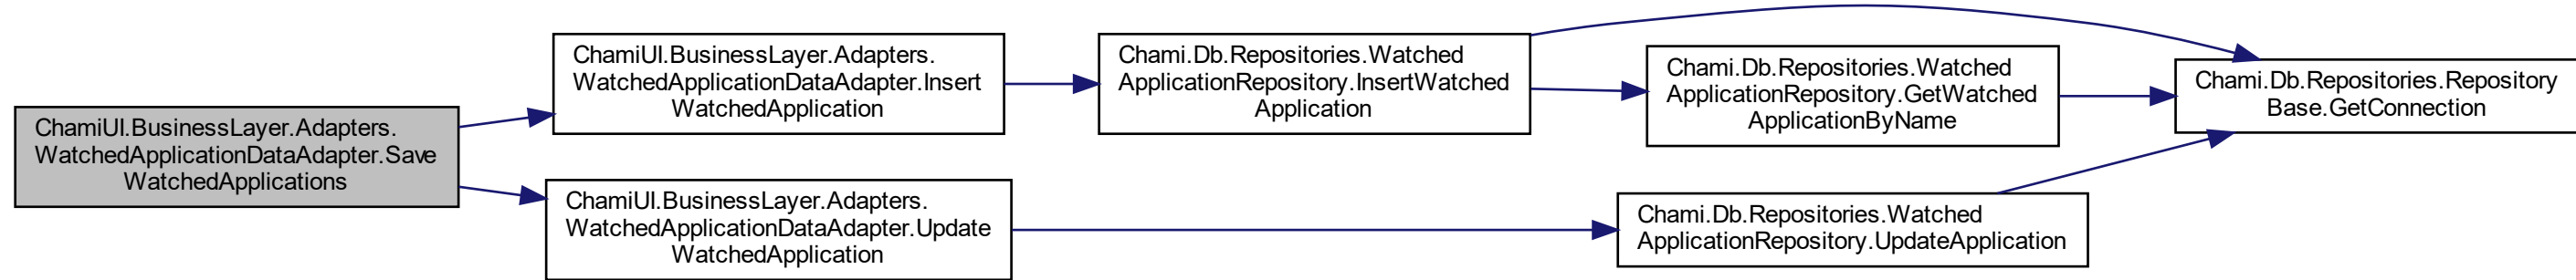 ChamiUI.BusinessLayer.Adapters.
WatchedApplicationDataAdapter.Save
WatchedApplications
ChamiUI.BusinessLayer.Adapters.
WatchedApplicationDataAdapter.Insert
WatchedApplication
Chami.Db.Repositories.Watched
ApplicationRepository.InsertWatched
Application
Chami.Db.Repositories.Watched
ApplicationRepository.GetWatched
ApplicationByName
Chami.Db.Repositories.Repository
Base.GetConnection
ChamiUI.BusinessLayer.Adapters.
WatchedApplicationDataAdapter.Update
WatchedApplication
Chami.Db.Repositories.Watched
ApplicationRepository.UpdateApplication